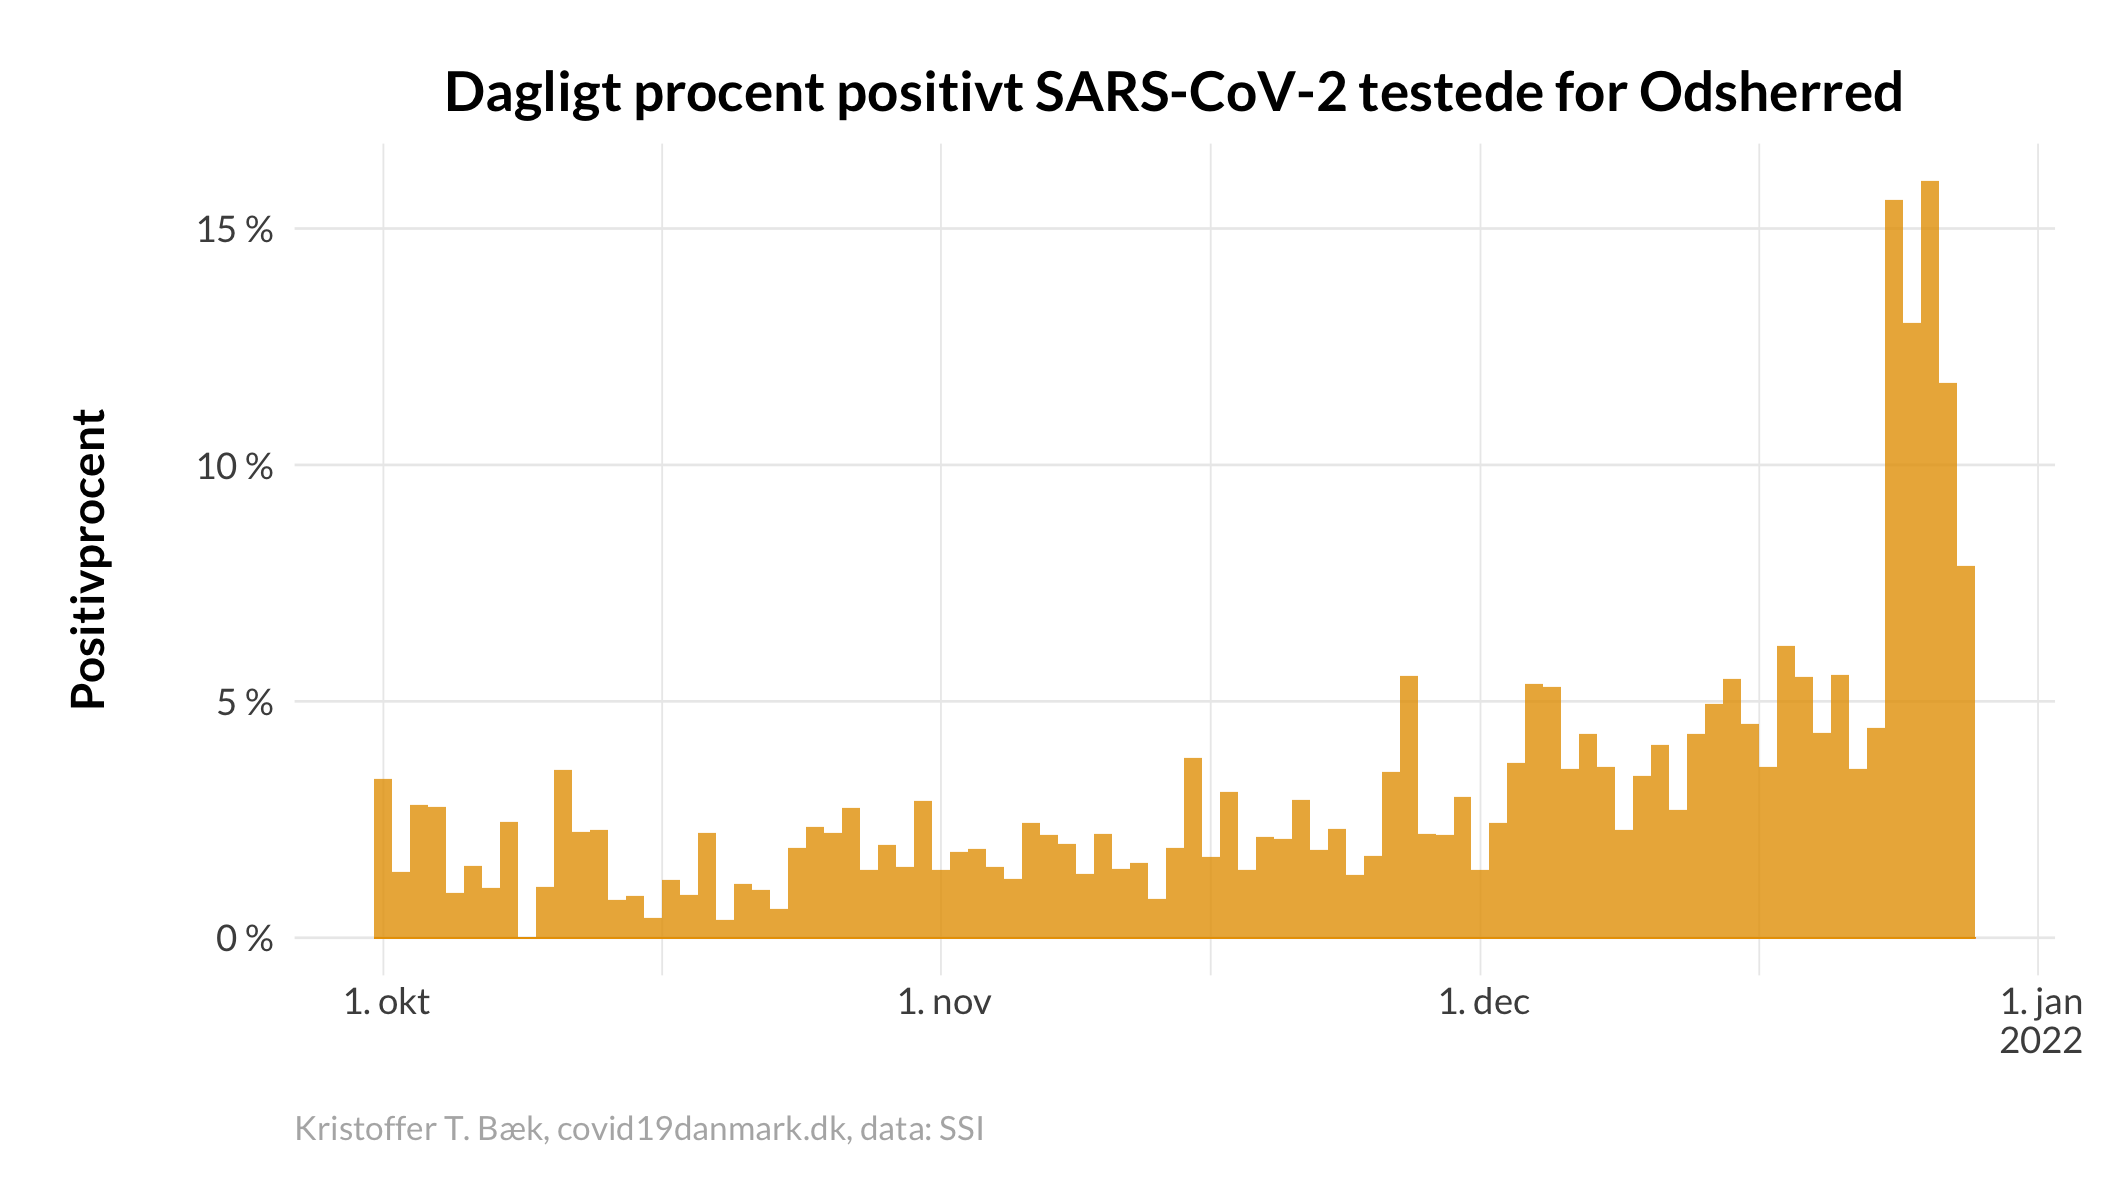 Dagligt procent positivt SARS-CoV-2 testede for Odsherred
Positivprocent
15 %
10 %
5 %
0 %
1. okt
1. nov
1. dec
1. jan
2022
Kristoffer T. Bæk, covid19danmark.dk, data: SSI